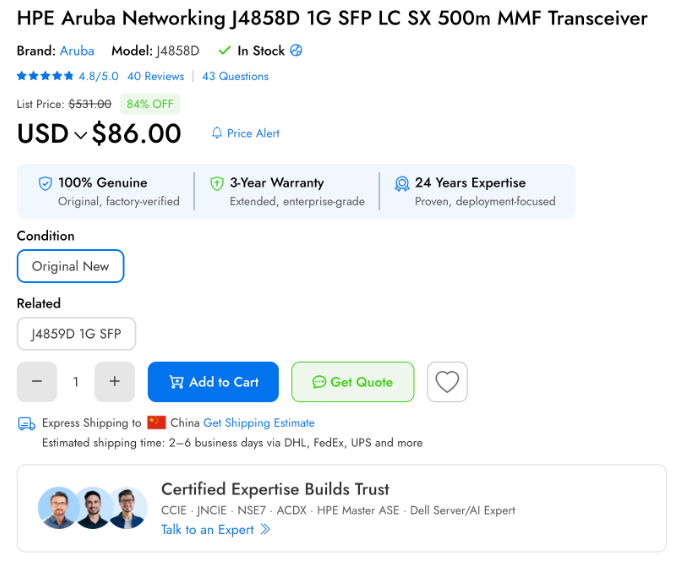 HPE Aruba Networking J4858D 1G SFP LC SX 500m MMF Transceiver
Brand: Aruba Model: J4858D In Stock
4.8/5.0 40 Reviews | 43 Questions
List Price: $531.00 84% OFF
USD $86.00 Price Alert
100% Genuine 3-Year Warranty 24 Years Expertise
Original, factory-verified Extended, enterprise-grade Proven, deployment-focused
Condition
Original New
Related
J4859D 1G SFP
− 1 + Add to Cart Get Quote
Express Shipping to China Get Shipping Estimate
Estimated shipping time: 2–6 business days via DHL, FedEx, UPS and more
Certified Expertise Builds Trust
CCIE · JNCIE · NSE7 · ACDX · HPE Master ASE · Dell Server/AI Expert
Talk to an Expert